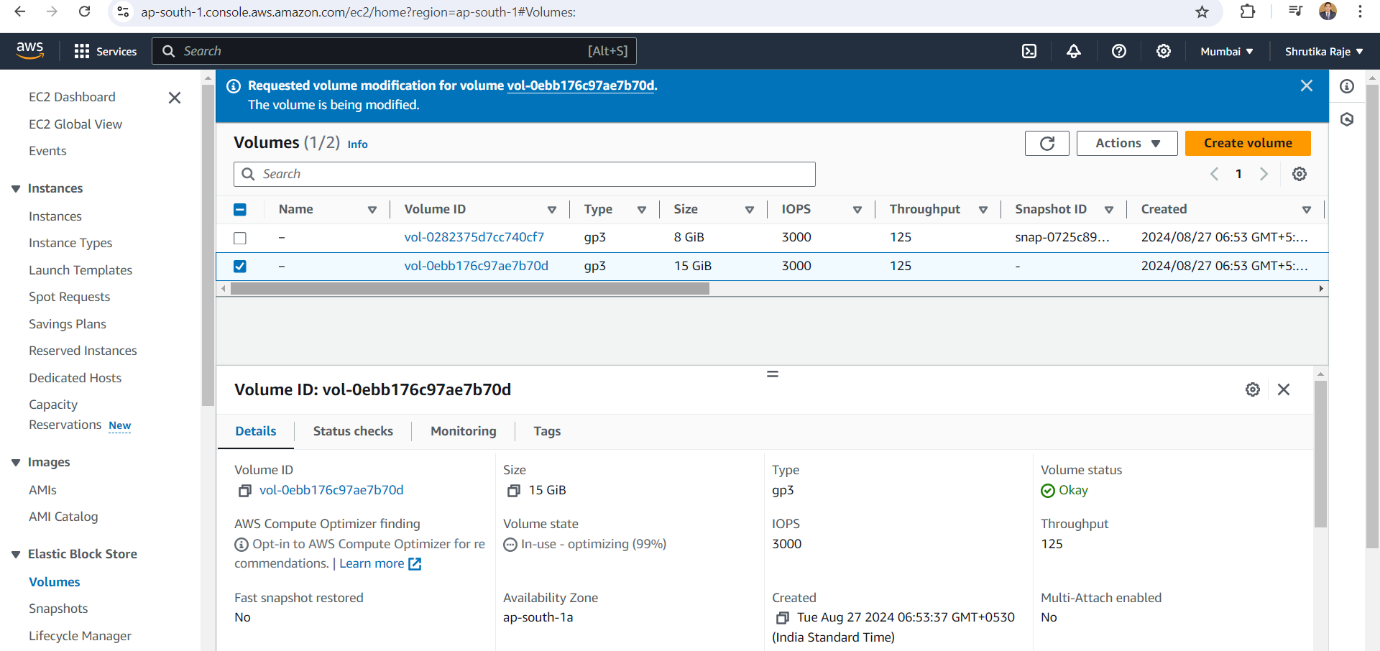 ap-south-1.console.aws.amazon.com/ec2/home?region=ap-south-1#Volumes:
aws Services Search [Alt+S] Mumbai Shrutika Raje
EC2 Dashboard
EC2 Global View
Events
Instances
Instances
Instance Types
Launch Templates
Spot Requests
Savings Plans
Reserved Instances
Dedicated Hosts
Capacity
Reservations New
Images
AMIs
AMI Catalog
Elastic Block Store
Volumes
Snapshots
Lifecycle Manager
Requested volume modification for volume vol-0ebb176c97ae7b70d.
The volume is being modified.
Volumes (1/2) Info Actions Create volume
Search 1
Name Volume ID Type Size IOPS Throughput Snapshot ID Created
– vol-0282375d7cc740cf7 gp3 8 GiB 3000 125 snap-0725c89... 2024/08/27 06:53 GMT+5:...
– vol-0ebb176c97ae7b70d gp3 15 GiB 3000 125 - 2024/08/27 06:53 GMT+5:...
Volume ID: vol-0ebb176c97ae7b70d
Details Status checks Monitoring Tags
Volume ID Size Type Volume status
vol-0ebb176c97ae7b70d 15 GiB gp3 Okay
AWS Compute Optimizer finding Volume state IOPS Throughput
Opt-in to AWS Compute Optimizer for re In-use - optimizing (99%) 3000 125
commendations. | Learn more
Fast snapshot restored Availability Zone Created Multi-Attach enabled
No ap-south-1a Tue Aug 27 2024 06:53:37 GMT+0530 No
(India Standard Time)